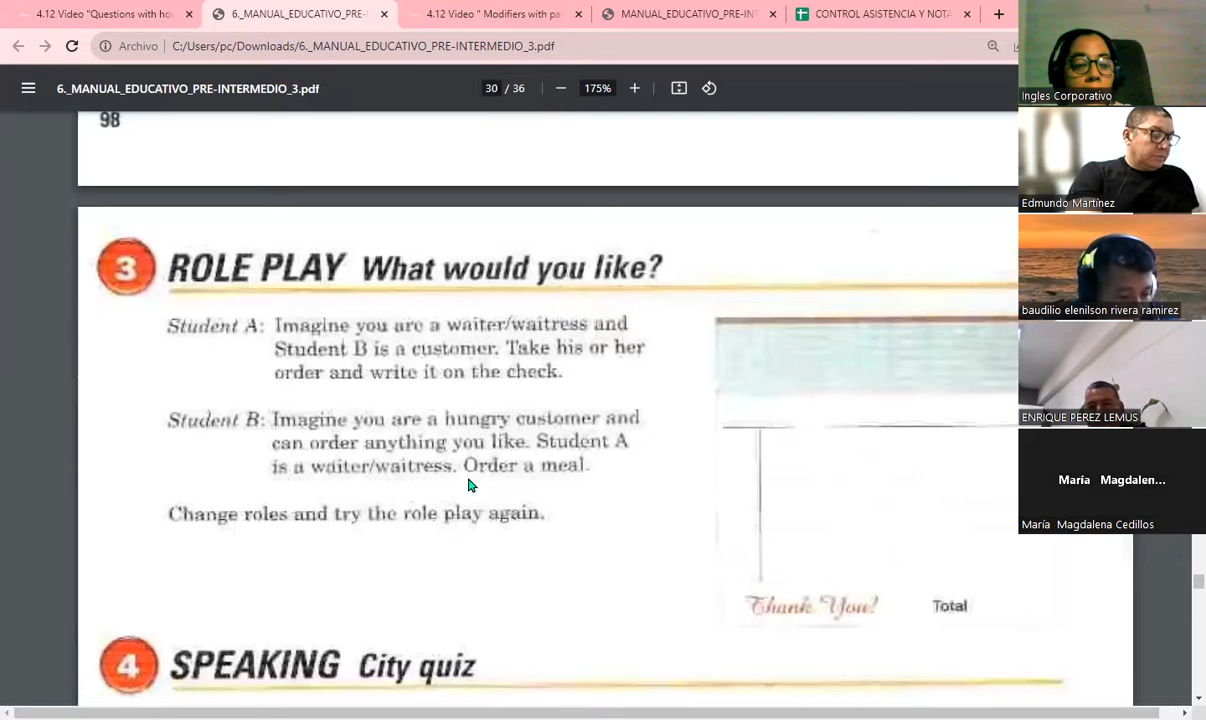 4.12 Video "Questions with ho
6._MANUAL_EDUCATIVO_PRE-
4.12 Video " Modifiers with pa
MANUAL_EDUCATIVO_PRE-INT
CONTROL ASISTENCIA Y NOTA
Archivo
C:/Users/pc/Downloads/6._MANUAL_EDUCATIVO_PRE-INTERMEDIO_3.pdf
6._MANUAL_EDUCATIVO_PRE-INTERMEDIO_3.pdf
30 / 36
175%
98
3 ROLE PLAY What would you like?
Student A: Imagine you are a waiter/waitress and
Student B is a customer. Take his or her
order and write it on the check.
Student B: Imagine you are a hungry customer and
can order anything you like. Student A
is a waiter/waitress. Order a meal.
Change roles and try the role play again.
Thank You! Total
4 SPEAKING City quiz
Ingles Corporativo
Edmundo Martínez
baudilio elenilson rivera ramirez
ENRIQUE PEREZ LEMUS
María Magdalen...
María Magdalena Cedillos